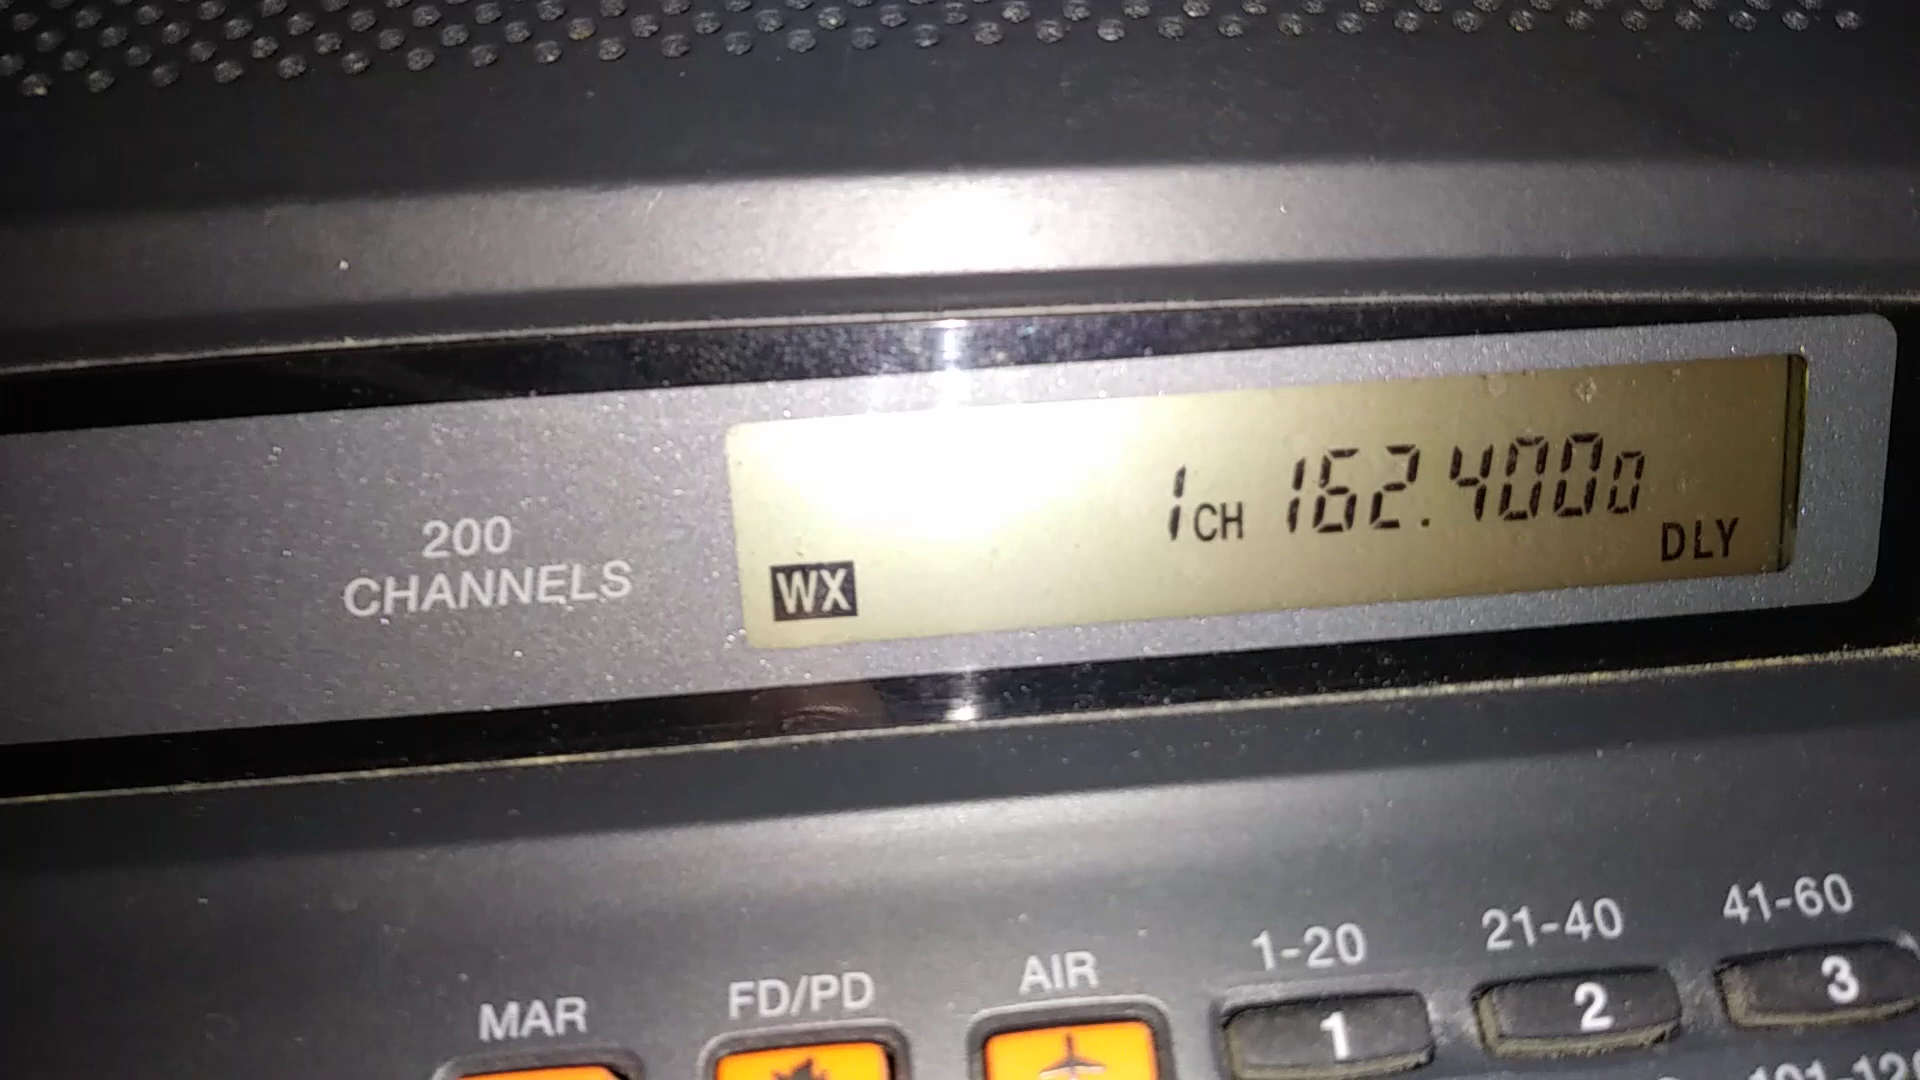 200
CHANNELS
1CH 162.4000
DLY
WX
MAR FD/PD AIR 1-20 21-40 41-60
1 2 3